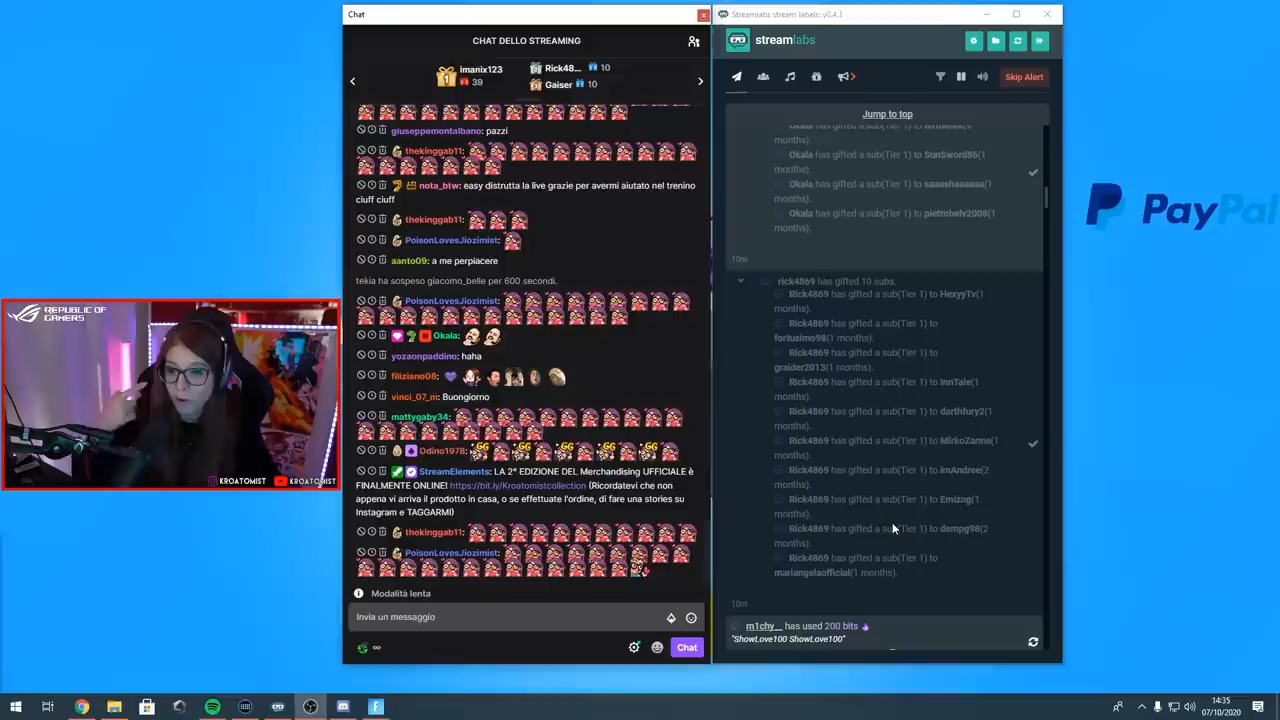 Chat
CHAT DELLO STREAMING
imanix123
39
Rick48... 10
Gaiser 10
giuseppemontalbano: pazzi
thekinggab11:
nota_btw: easy distrutta la live grazie per avermi aiutato nel trenino
ciuff ciuff
thekinggab11:
PoisonLovesJiozimist:
aanto09: a me perpiacere
tekia ha sospeso giacomo_belle per 600 secondi.
PoisonLovesJiozimist:
Okala:
yozaonpaddino: haha
filiziano08:
vinci_07_m: Buongiorno
mattygaby34:
Odino1978:
StreamElements: LA 2° EDIZIONE DEL Merchandising UFFICIALE è
FINALMENTE ONLINE! https://bit.ly/Kroatomistcollection (Ricordatevi che non
appena vi arriva il prodotto in casa, o se effettuate l'ordine, di fare una stories su
Instagram e TAGGARMI)
thekinggab11:
PoisonLovesJiozimist:
Modalità lenta
Invia un messaggio
Chat
Streamlabs stream labels: v0.4.
streamlabs
Skip Alert
Jump to top
months).
Okala has gifted a sub(Tier 1) to SunSword86(1
months).
Okala has gifted a sub(Tier 1) to saaashaaaaaa(1
months).
Okala has gifted a sub(Tier 1) to pietrobelv2008(1
months).
10m
rick4869 has gifted 10 subs.
Rick4869 has gifted a sub(Tier 1) to HexyyTv(1
months).
Rick4869 has gifted a sub(Tier 1) to
fortusimo98(1 months).
Rick4869 has gifted a sub(Tier 1) to
graider2013(1 months).
Rick4869 has gifted a sub(Tier 1) to InnTale(1
months).
Rick4869 has gifted a sub(Tier 1) to darthfury2(1
months).
Rick4869 has gifted a sub(Tier 1) to MirkoZanna(1
months).
Rick4869 has gifted a sub(Tier 1) to imAndree(2
months).
Rick4869 has gifted a sub(Tier 1) to Emizog(1
months).
Rick4869 has gifted a sub(Tier 1) to dempg98(2
months).
Rick4869 has gifted a sub(Tier 1) to
mariangelaofficial(1 months).
10m
m1chy__ has used 200 bits
"ShowLove100 ShowLove100"
PayPal
REPUBLIC OF
GAMERS
KROATOMIST KROATOMIST
14:35
07/10/2020